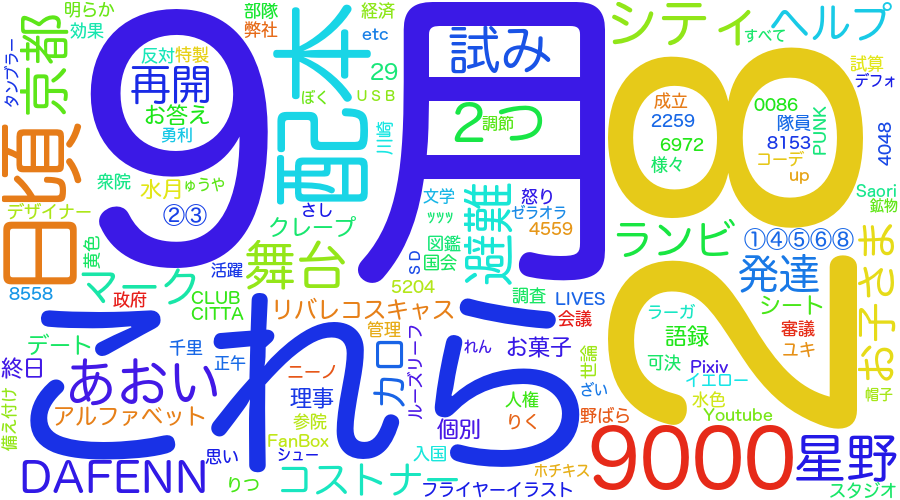 明らか
部隊
経済
シティ
ヘルプ
効果
弊社
etc
すべて
京都
タンブラー
反対
特製
再開
お答え
勇利
9月
配本
29
ぼく
USB
試み
2つ
調節
川崎
試算
デフォ
成立
2259
6972
様々
0086
隊員
8153
コーデ
up
PUNK
4048
82
日頃
衆院
水月
ゅうや
②③
さし
クレープ
デザイナー
黄色
文学
ッッッ
避難
怒り
ゼラオラ
4559
Saori
鉱物
ランビ
①④⑤⑥⑧
8558
マーク
政府
活躍
舞台
図鑑
国会
SD
5204
発達
シート
お子さま
CLUB
CITTA
リバレコスキャス
調査
LIVES
会議
管理
ラーガ
語録
審議
ユキ
デート
千里
これら
終日
正午
カロ
ルーズリーフ
れん
お菓子
世論
可決
Pixiv
イエロー
あおい
ニーノ
理事
ざい
帽子
備え付け
アルファベット
参院
個別
人権
りく
野ばら
水色
Youtube
FanBox
思い
シュー
入国
9000
星野
DAFENN
りつ
コストナー
ホチキス
フライヤーイラスト
スタジオ